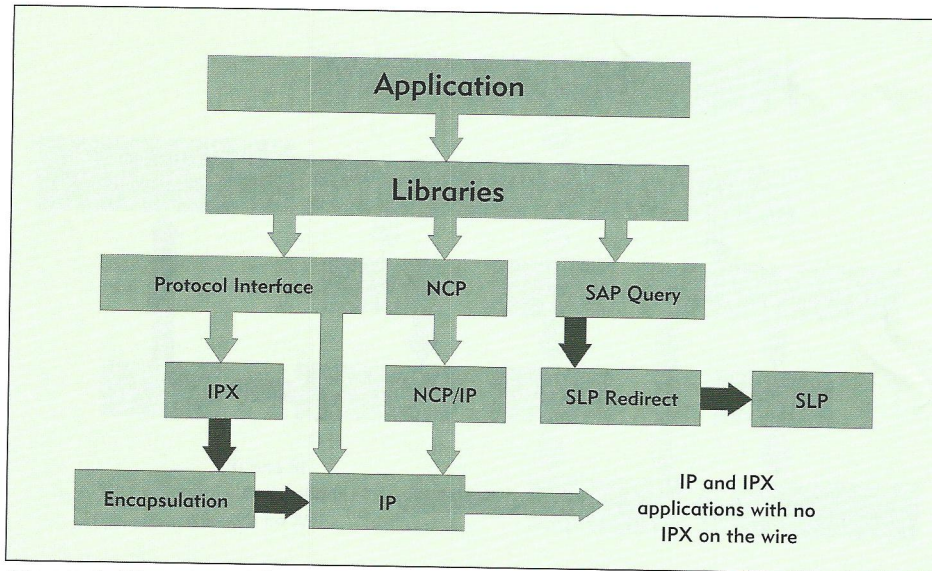 Application
Libraries
Protocol Interface
NCP
SAP Query
IPX
NCP/IP
SLP Redirect
SLP
Encapsulation
IP
IP and IPX
applications with no
IPX on the wire